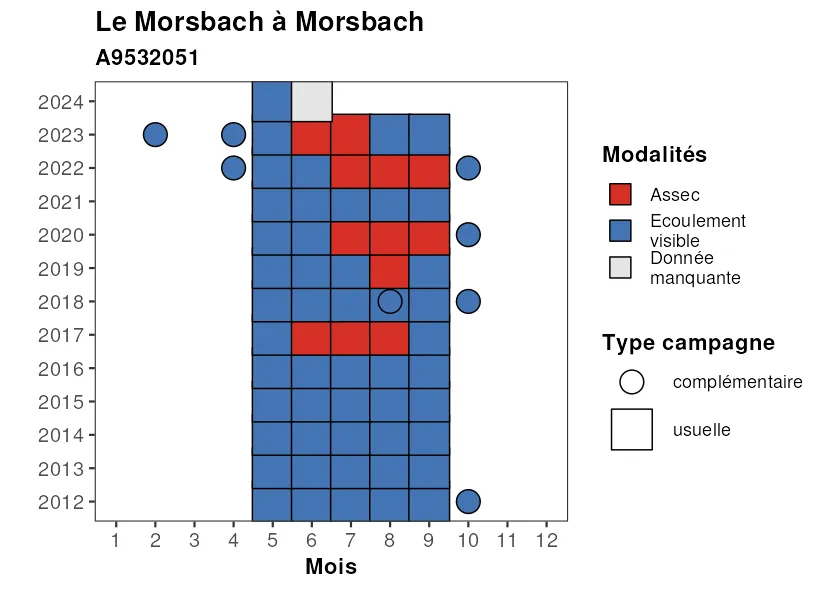 Le Morsbach à Morsbach
A9532051
2024
2023
2022
2021
2020
2019
2018
2017
2016
2015
2014
2013
2012
1 2 3 4 5 6 7 8 9 10 11 12
Mois
Modalités
Assec
Ecoulement
visible
Donnée
manquante
Type campagne
complémentaire
usuelle